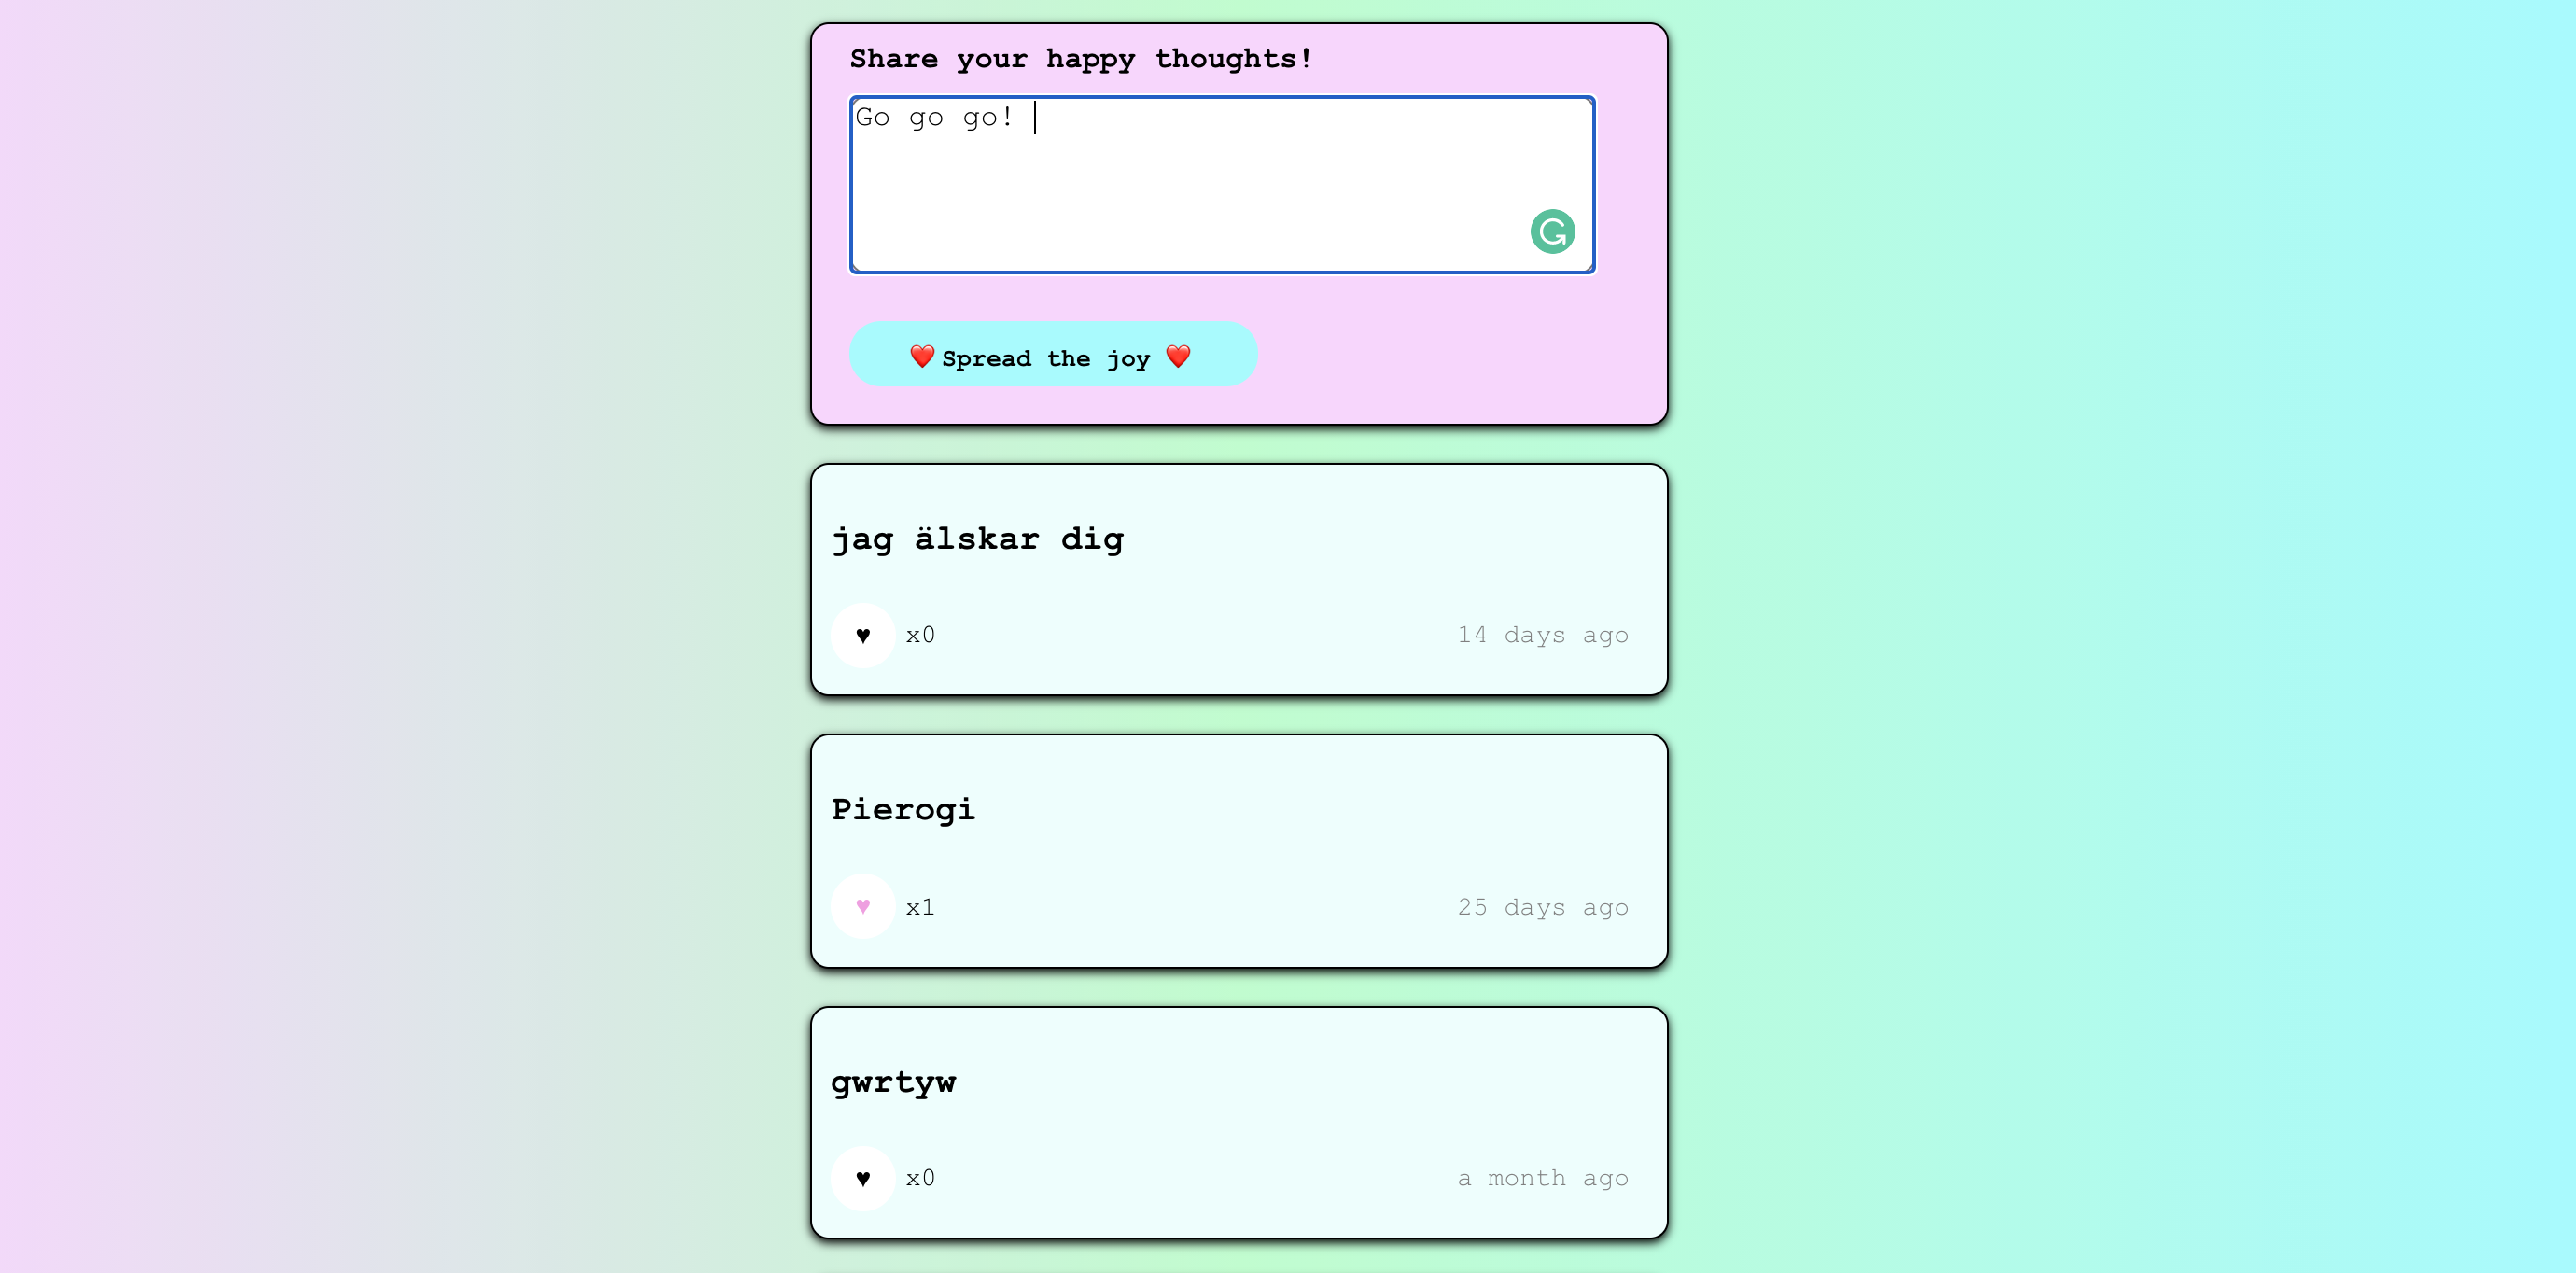 Share your happy thoughts!
Go go go!
❤️ Spread the joy ❤️
jag älskar dig
♥ x0 14 days ago
Pierogi
♥ x1 25 days ago
gwrtyw
♥ x0 a month ago